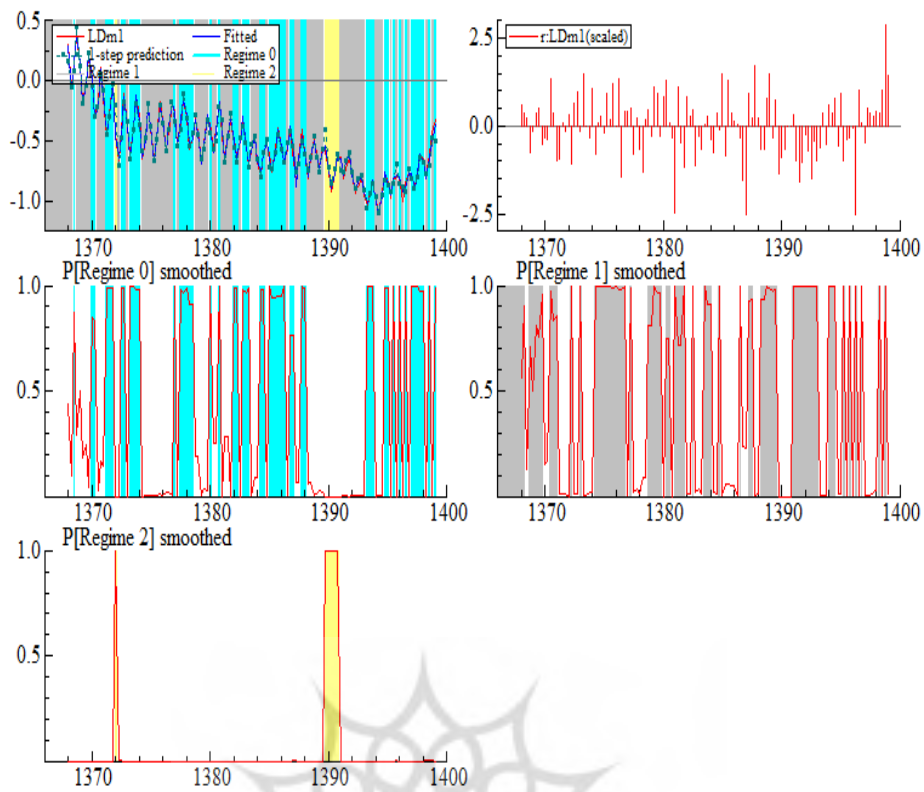 0.5
LDm1 Fitted
1-step prediction Regime 0
Regime 1 Regime 2
0.0
-0.5
-1.0
1370 1380 1390 1400
r:LDm1(scaled)
2.5
0.0
-2.5
1370 1380 1390 1400
P[Regime 0] smoothed
1.0
0.5
1370 1380 1390 1400
P[Regime 1] smoothed
1.0
0.5
1370 1380 1390 1400
P[Regime 2] smoothed
1.0
0.5
1370 1380 1390 1400